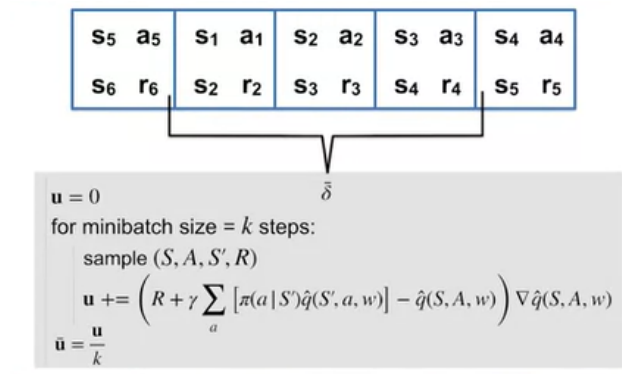 s5 a5 s1 a1 s2 a2 s3 a3 s4 a4
s6 r6 s2 r2 s3 r3 s4 r4 s5 r5
δ̄
u = 0
for minibatch size = k steps:
sample (S, A, S′, R)
u += (R + γ ∑a [π(a | S′)q̂(S′, a, w)] − q̂(S, A, w)) ∇q̂(S, A, w)
ū = u/k